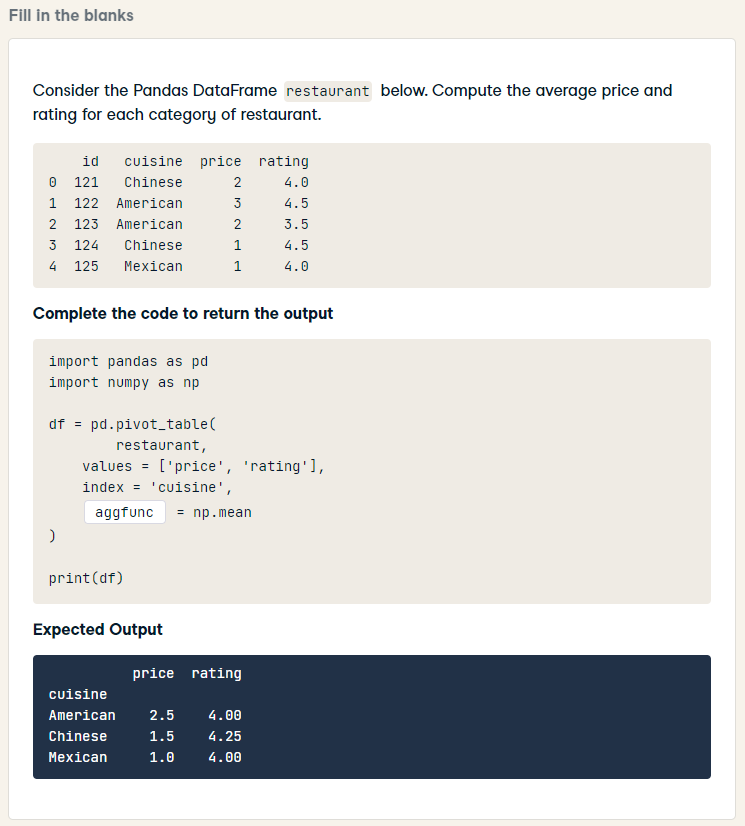 Fill in the blanks
Consider the Pandas DataFrame restaurant below. Compute the average price and
rating for each category of restaurant.
    id   cuisine  price  rating
0  121   Chinese      2     4.0
1  122  American      3     4.5
2  123  American      2     3.5
3  124   Chinese      1     4.5
4  125   Mexican      1     4.0
Complete the code to return the output
import pandas as pd
import numpy as np
df = pd.pivot_table(
        restaurant,
    values = ['price', 'rating'],
    index = 'cuisine',
    aggfunc = np.mean
)
print(df)
Expected Output
          price  rating
cuisine
American    2.5    4.00
Chinese     1.5    4.25
Mexican     1.0    4.00